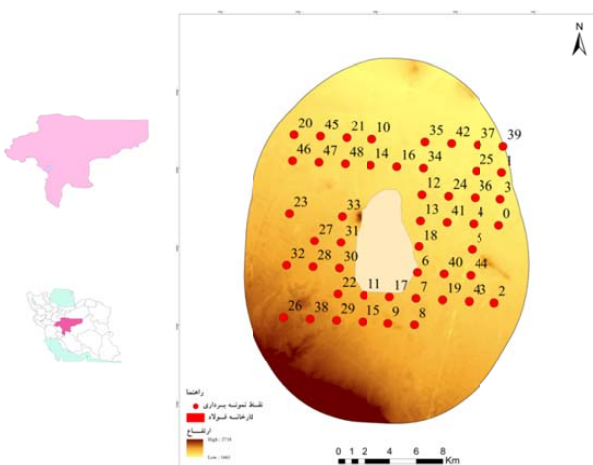 N
20 45 21 10 35 42 37 39
46 47 48 14 16 34 25 1
12 24 36 3
23 33 13 41 4 0
27 31 18 5
32 28 30 6 40 44
22 11 17 7 19 43 2
26 38 29 15 9 8
راهنما
نقاط نمونه برداری
کارخانه فولاد
ارتفاع
High :
Low :
0 1 2 4 6 8
Km